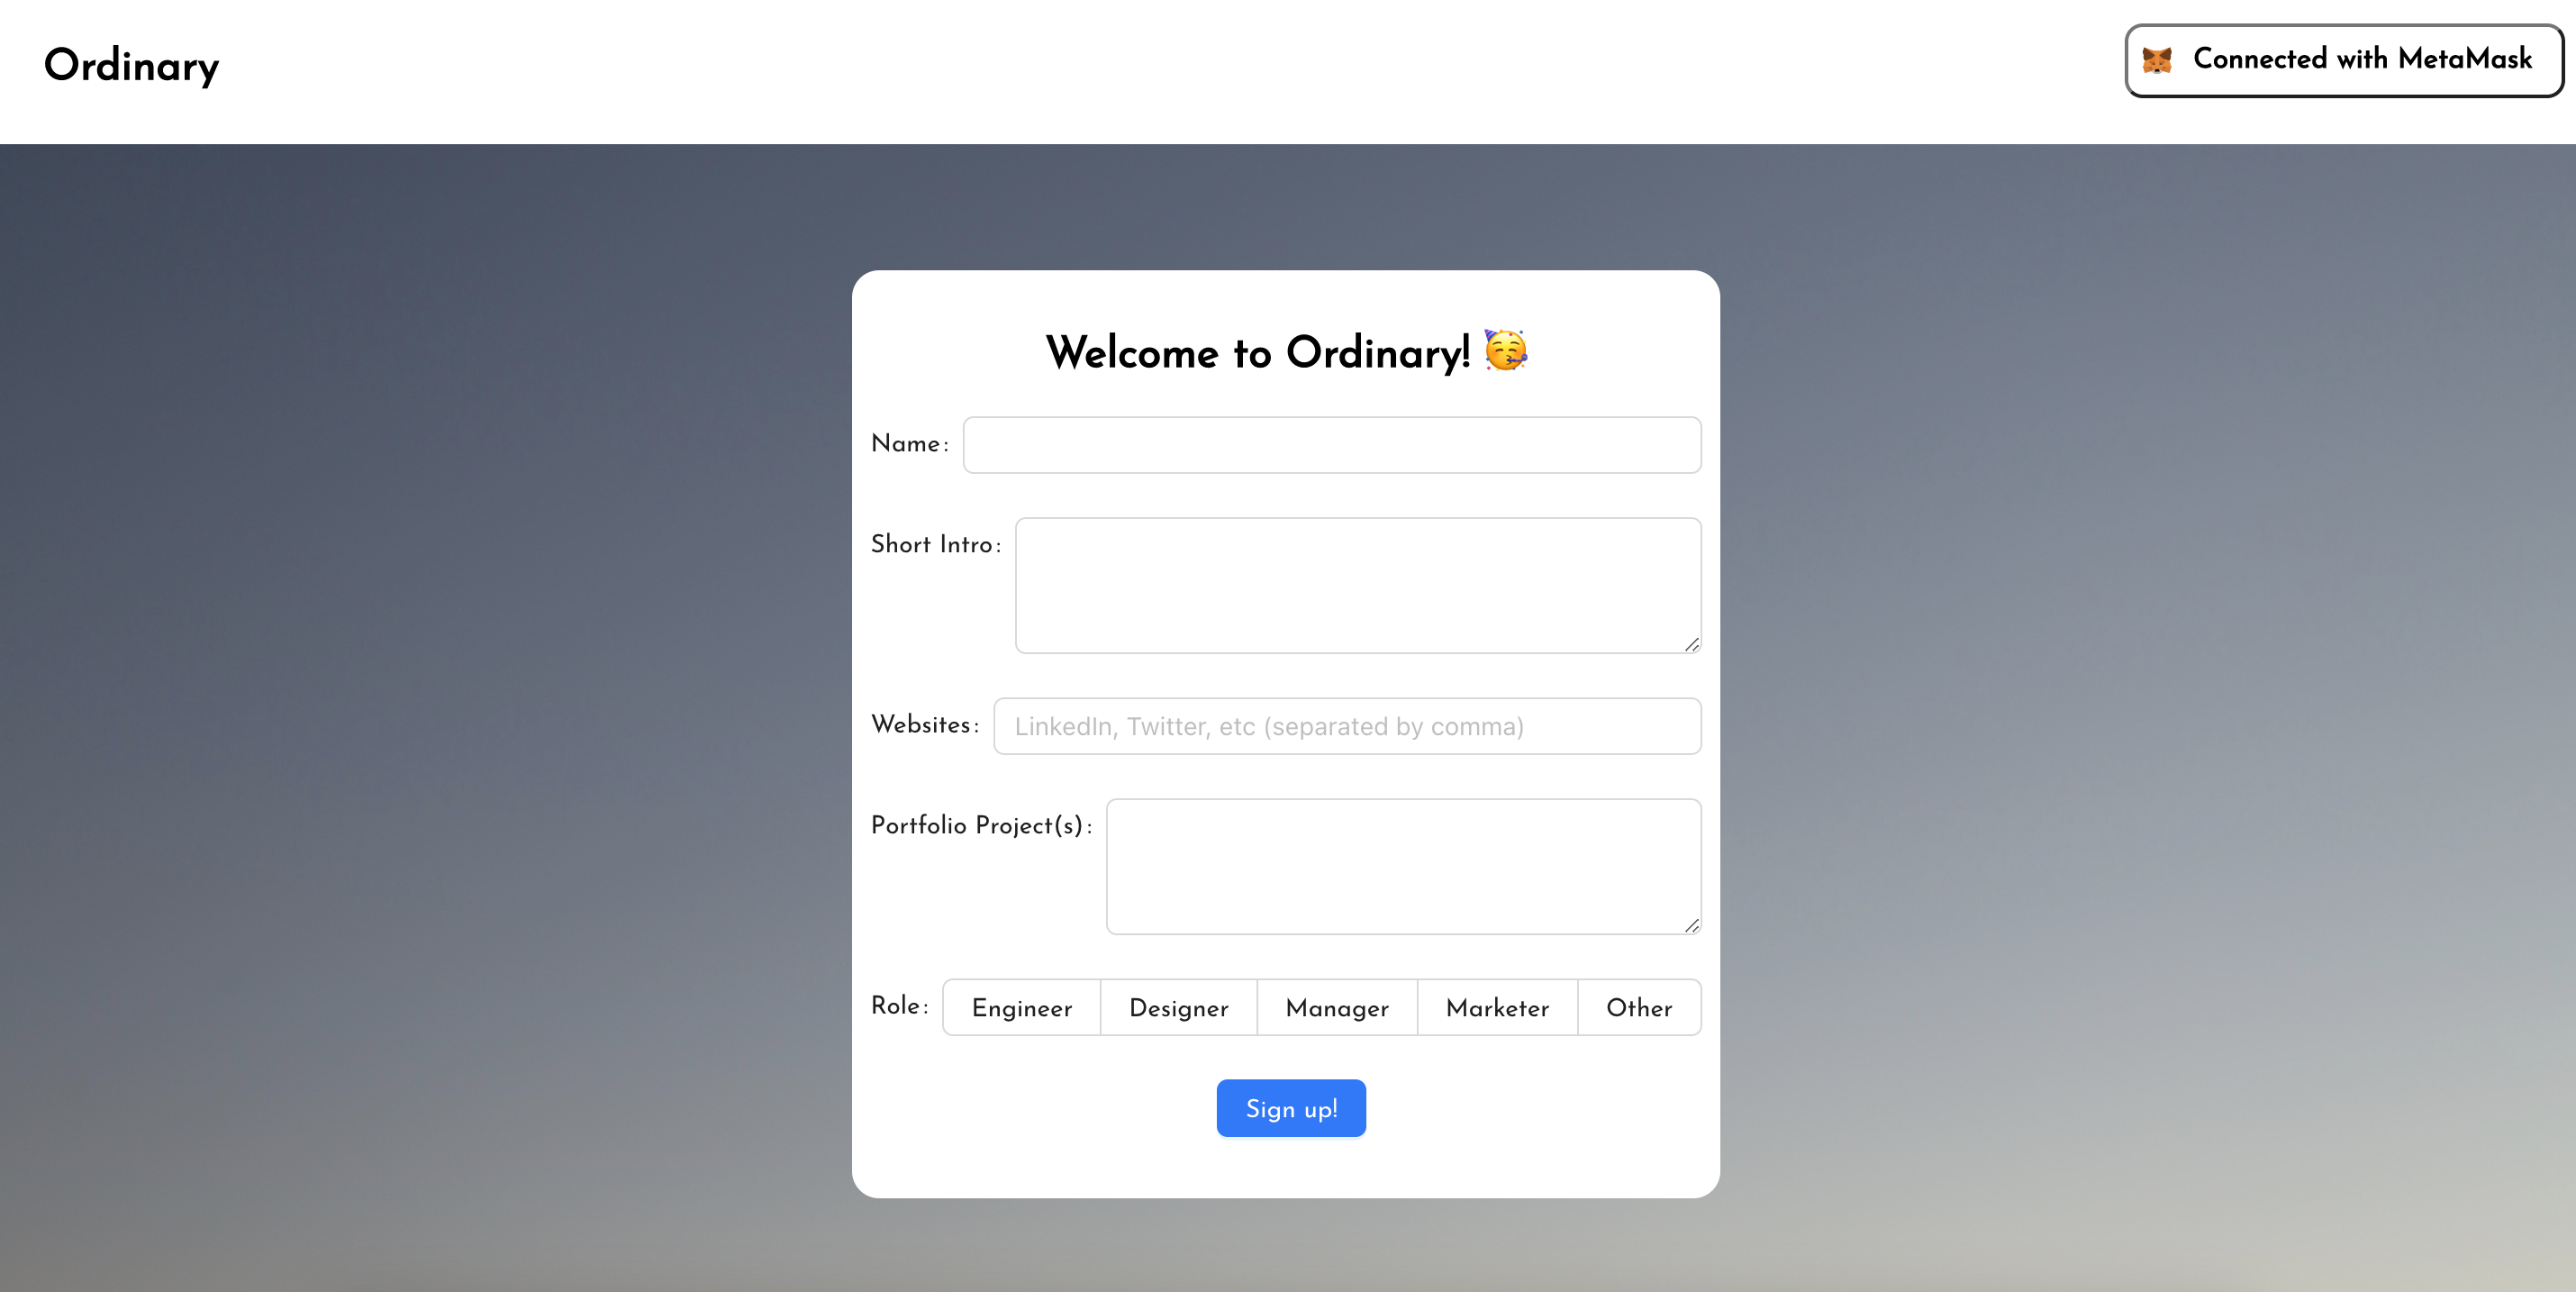 Ordinary
Connected with MetaMask
Welcome to Ordinary! 🥳
Name:
Short Intro:
Websites: LinkedIn, Twitter, etc (separated by comma)
Portfolio Project(s):
Role: Engineer Designer Manager Marketer Other
Sign up!